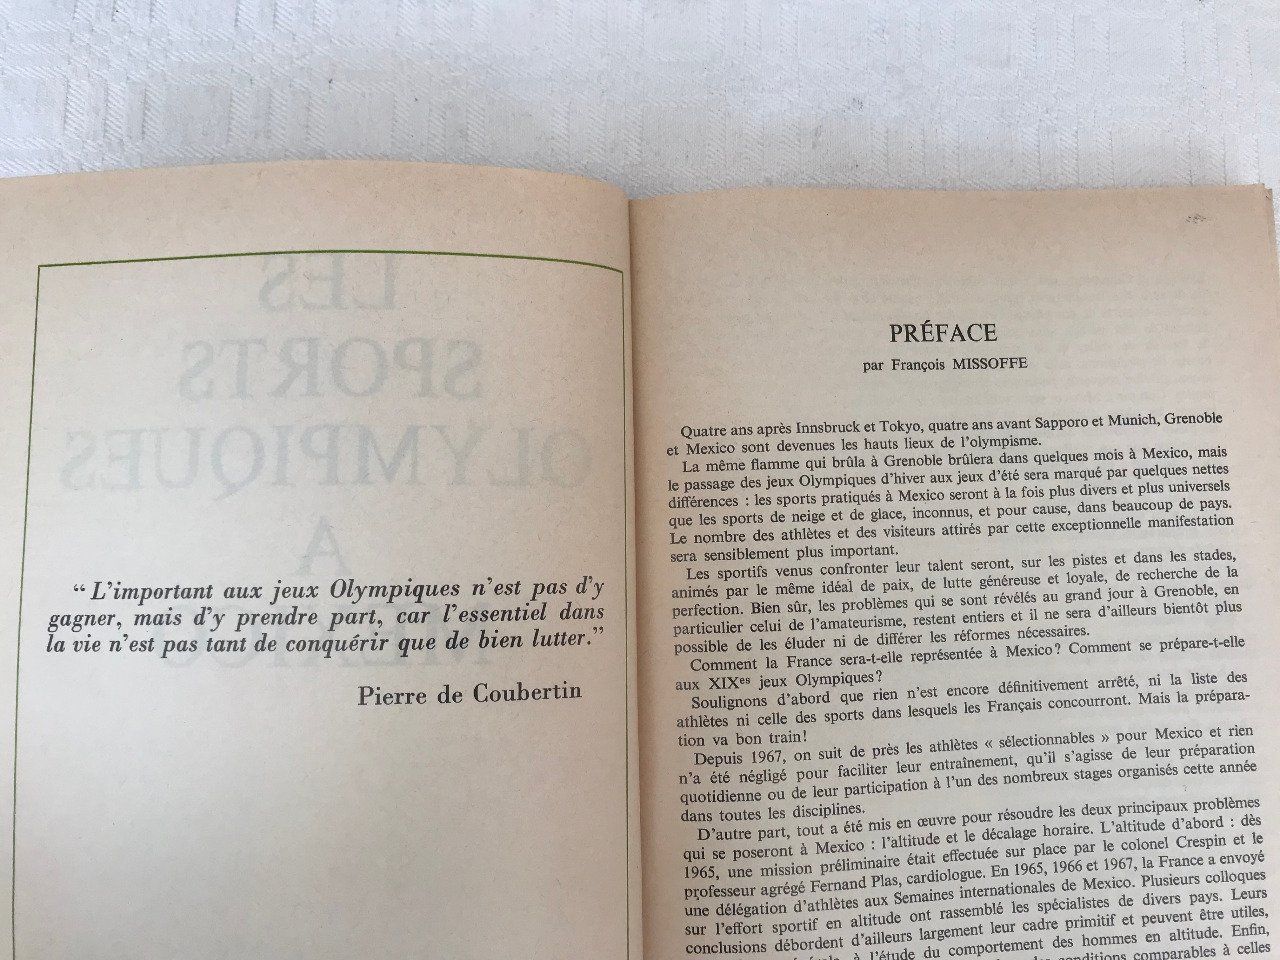 LES
SPORTS
OLYMPIQUES
A
“ L'important aux jeux Olympiques n'est pas d'y
gagner, mais d'y prendre part, car l'essentiel dans
la vie n'est pas tant de conquérir que de bien lutter.”
Pierre de Coubertin
PRÉFACE
par François MISSOFFE
Quatre ans après Innsbruck et Tokyo, quatre ans avant Sapporo et Munich, Grenoble
et Mexico sont devenues les hauts lieux de l'olympisme.
La même flamme qui brûla à Grenoble brûlera dans quelques mois à Mexico, mais
le passage des jeux Olympiques d'hiver aux jeux d'été sera marqué par quelques nettes
différences : les sports pratiqués à Mexico seront à la fois plus divers et plus universels
que les sports de neige et de glace, inconnus, et pour cause, dans beaucoup de pays.
Le nombre des athlètes et des visiteurs attirés par cette exceptionnelle manifestation
sera sensiblement plus important.
Les sportifs venus confronter leur talent seront, sur les pistes et dans les stades,
animés par le même idéal de paix, de lutte généreuse et loyale, de recherche de la
perfection. Bien sûr, les problèmes qui se sont révélés au grand jour à Grenoble, en
particulier celui de l'amateurisme, restent entiers et il ne sera d'ailleurs bientôt plus
possible de les éluder ni de différer les réformes nécessaires.
Comment la France sera-t-elle représentée à Mexico? Comment se prépare-t-elle
aux XIXes jeux Olympiques?
Soulignons d'abord que rien n'est encore définitivement arrêté, ni la liste des
athlètes ni celle des sports dans lesquels les Français concourront. Mais la prépara-
tion va bon train!
Depuis 1967, on suit de près les athlètes « sélectionnables » pour Mexico et rien
n'a été négligé pour faciliter leur entraînement, qu'il s'agisse de leur préparation
quotidienne ou de leur participation à l'un des nombreux stages organisés cette année
dans toutes les disciplines.
D'autre part, tout a été mis en œuvre pour résoudre les deux principaux problèmes
qui se poseront à Mexico : l'altitude et le décalage horaire. L'altitude d'abord : dès
1965, une mission préliminaire était effectuée sur place par le colonel Crespin et le
professeur agrégé Fernand Plas, cardiologue. En 1965, 1966 et 1967, la France a envoyé
une délégation d'athlètes aux Semaines internationales de Mexico. Plusieurs colloques
sur l'effort sportif en altitude ont rassemblé les spécialistes de divers pays. Leurs
conclusions débordent d'ailleurs largement leur cadre primitif et peuvent être utiles,
à l'étude du comportement des hommes en altitude. Enfin,
conditions comparables à celles